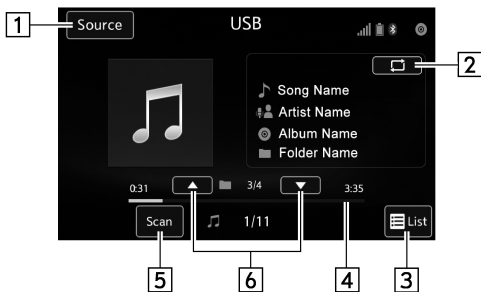 1 Source USB
2
Song Name
Artist Name
Album Name
Folder Name
0:31 3/4 3:35
Scan 1/11 List
5 6 4 3